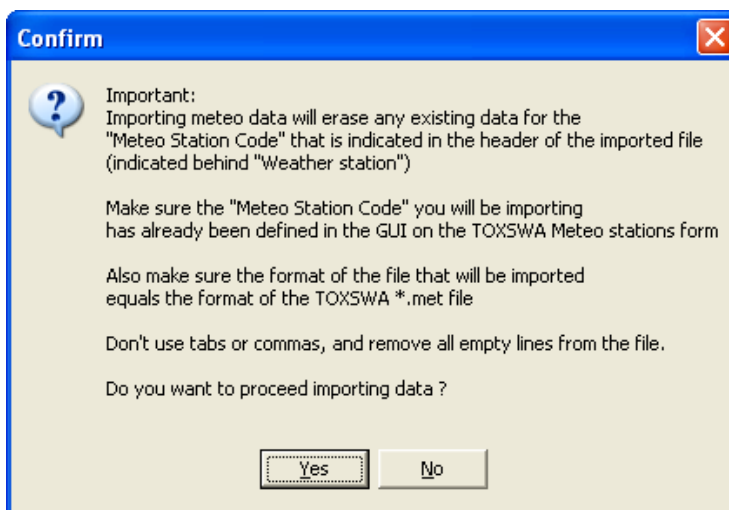 Confirm
Important:
Importing meteo data will erase any existing data for the
"Meteo Station Code" that is indicated in the header of the imported file
(indicated behind "Weather station")
Make sure the "Meteo Station Code" you will be importing
has already been defined in the GUI on the TOXSWA Meteo stations form
Also make sure the format of the file that will be imported
equals the format of the TOXSWA *.met file
Don't use tabs or commas, and remove all empty lines from the file.
Do you want to proceed importing data ?
Yes
No